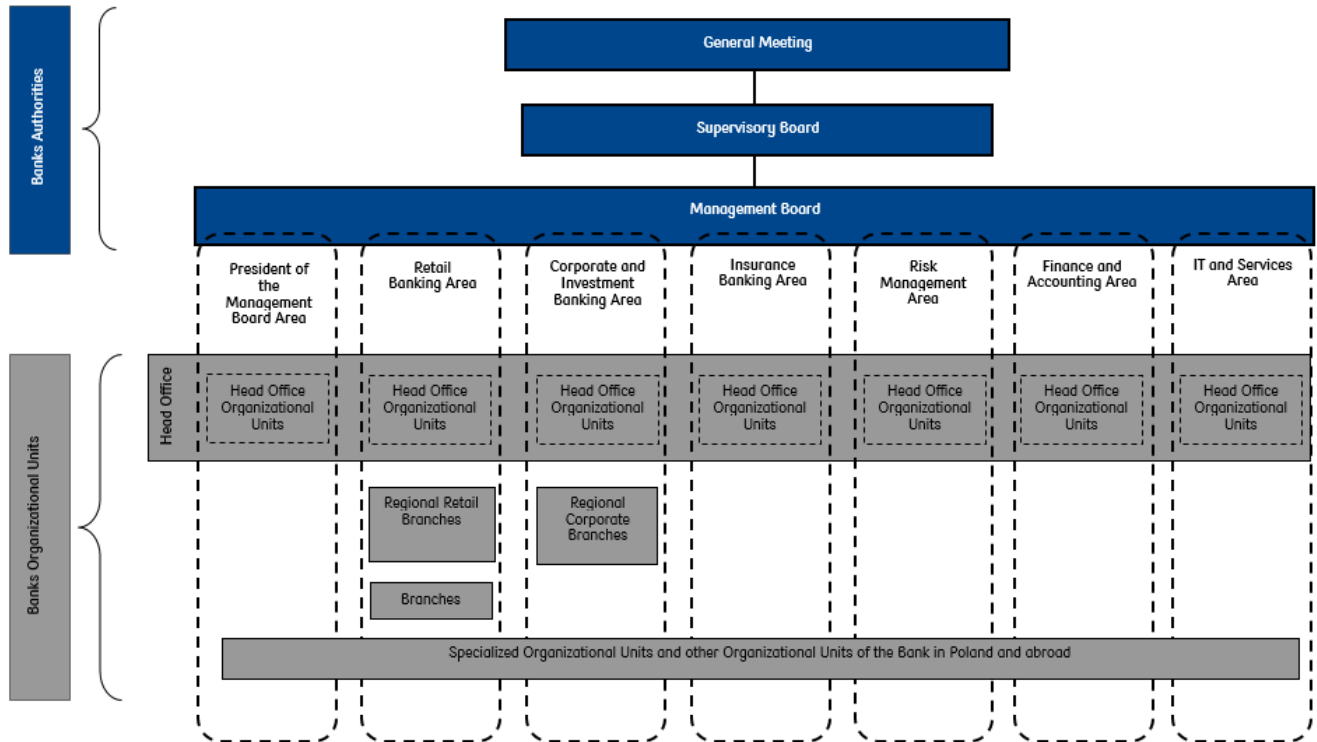 Banks Authorities
General Meeting
Supervisory Board
Management Board
President of
the
Management
Board Area
Retail
Banking Area
Corporate and
Investment
Banking Area
Insurance
Banking Area
Risk
Management
Area
Finance and
Accounting Area
IT and Services
Area
Banks Organizational Units
Head Office
Head Office
Organizational
Units
Head Office
Organizational
Units
Head Office
Organizational
Units
Head Office
Organizational
Units
Head Office
Organizational
Units
Head Office
Organizational
Units
Head Office
Organizational
Units
Regional Retail
Branches
Regional
Corporate
Branches
Branches
Specialized Organizational Units and other Organizational Units of the Bank in Poland and abroad